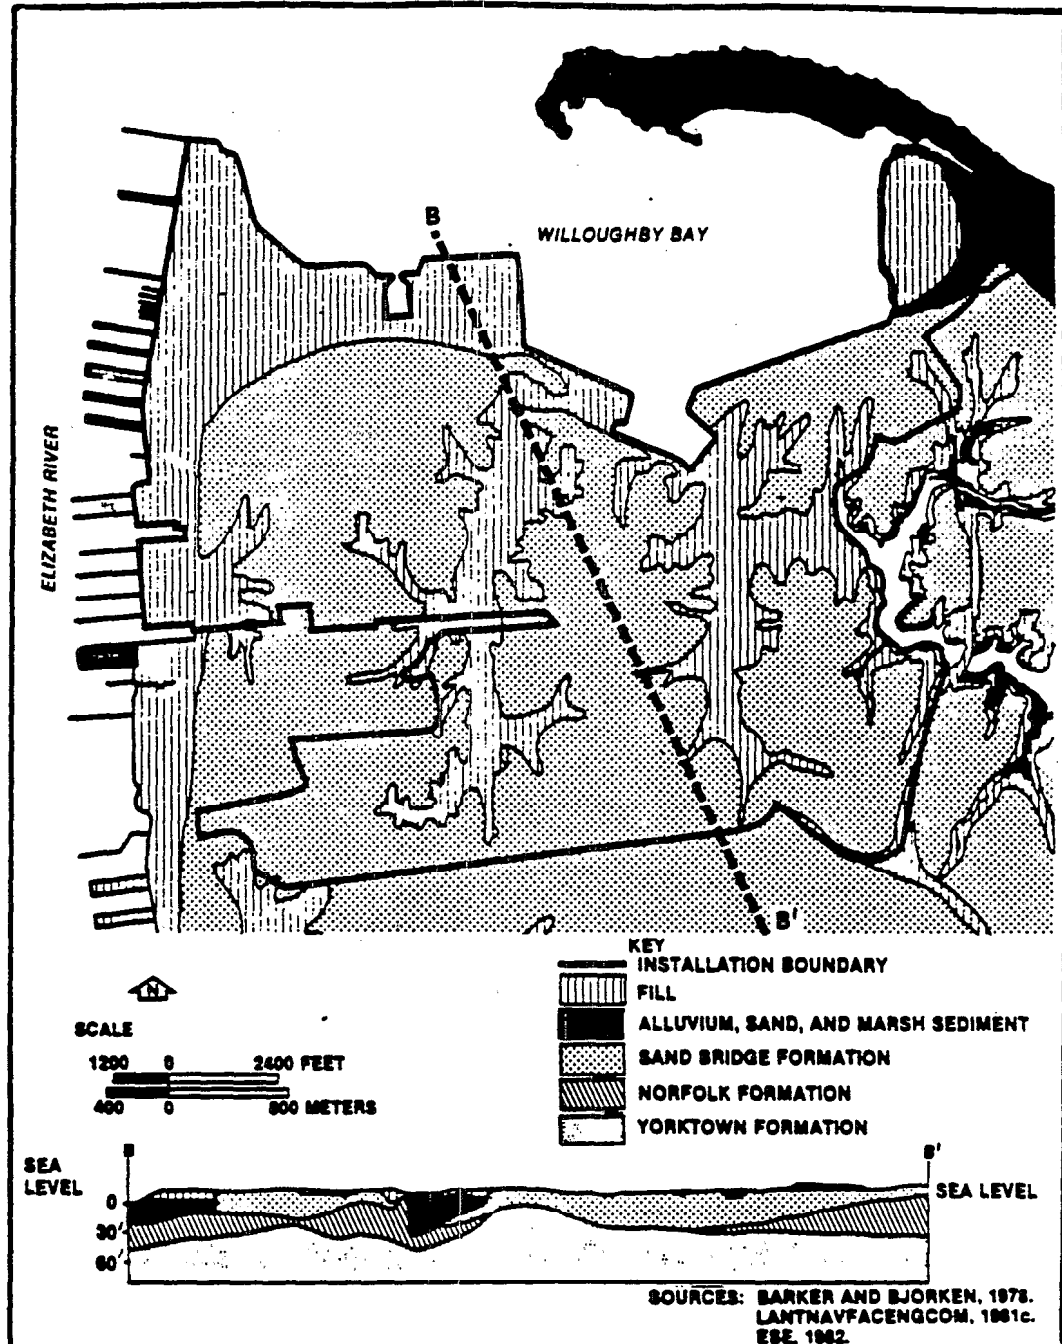 B
WILLOUGHBY BAY
ELIZABETH RIVER
B'
KEY
INSTALLATION BOUNDARY
FILL
ALLUVIUM, SAND, AND MARSH SEDIMENT
SAND BRIDGE FORMATION
NORFOLK FORMATION
YORKTOWN FORMATION
N
SCALE
1200 0 2400 FEET
400 0 800 METERS
B B'
SEA LEVEL
SEA LEVEL
0
30'
60'
SOURCES: BARKER AND BJORKEN, 1978.
LANTNAVFACENGCOM, 1981c.
ESE, 1982.